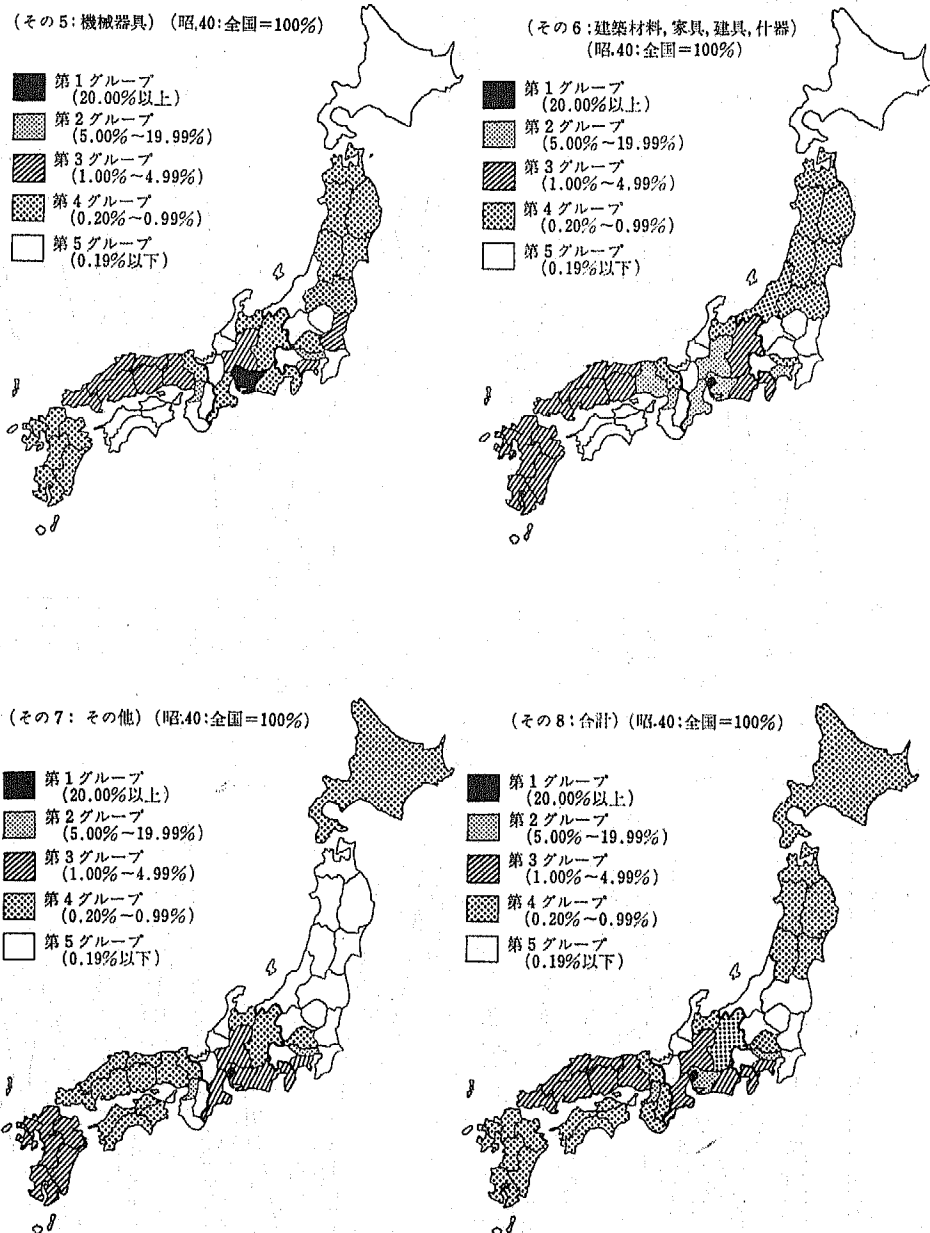 (その5:機械器具) (昭.40:全国=100%)
第1グループ
(20.00%以上)
第2グループ
(5.00%~19.99%)
第3グループ
(1.00%~4.99%)
第4グループ
(0.20%~0.99%)
第5グループ
(0.19%以下)
(その6:建築材料,家具,建具,什器)
(昭.40:全国=100%)
第1グループ
(20.00%以上)
第2グループ
(5.00%~19.99%)
第3グループ
(1.00%~4.99%)
第4グループ
(0.20%~0.99%)
第5グループ
(0.19%以下)
(その7: その他) (昭.40:全国=100%)
第1グループ
(20.00%以上)
第2グループ
(5.00%~19.99%)
第3グループ
(1.00%~4.99%)
第4グループ
(0.20%~0.99%)
第5グループ
(0.19%以下)
(その8:合計) (昭.40:全国=100%)
第1グループ
(20.00%以上)
第2グループ
(5.00%~19.99%)
第3グループ
(1.00%~4.99%)
第4グループ
(0.20%~0.99%)
第5グループ
(0.19%以下)